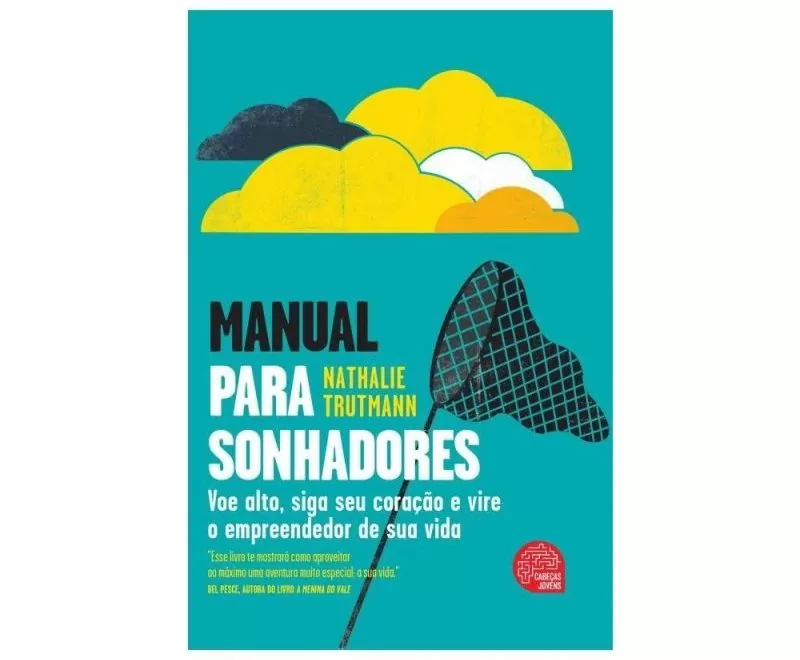 MANUAL
PARA
NATHALIE
TRUTMANN
SONHADORES
Voe alto, siga seu coração e vire
o empreendedor de sua vida
"Esse livro te mostrará como aproveitar
ao máximo uma aventura muito especial: a sua vida."
BEL PESCE, AUTORA DO LIVRO A MENINA DO VALE
CABEÇAS
JOVENS